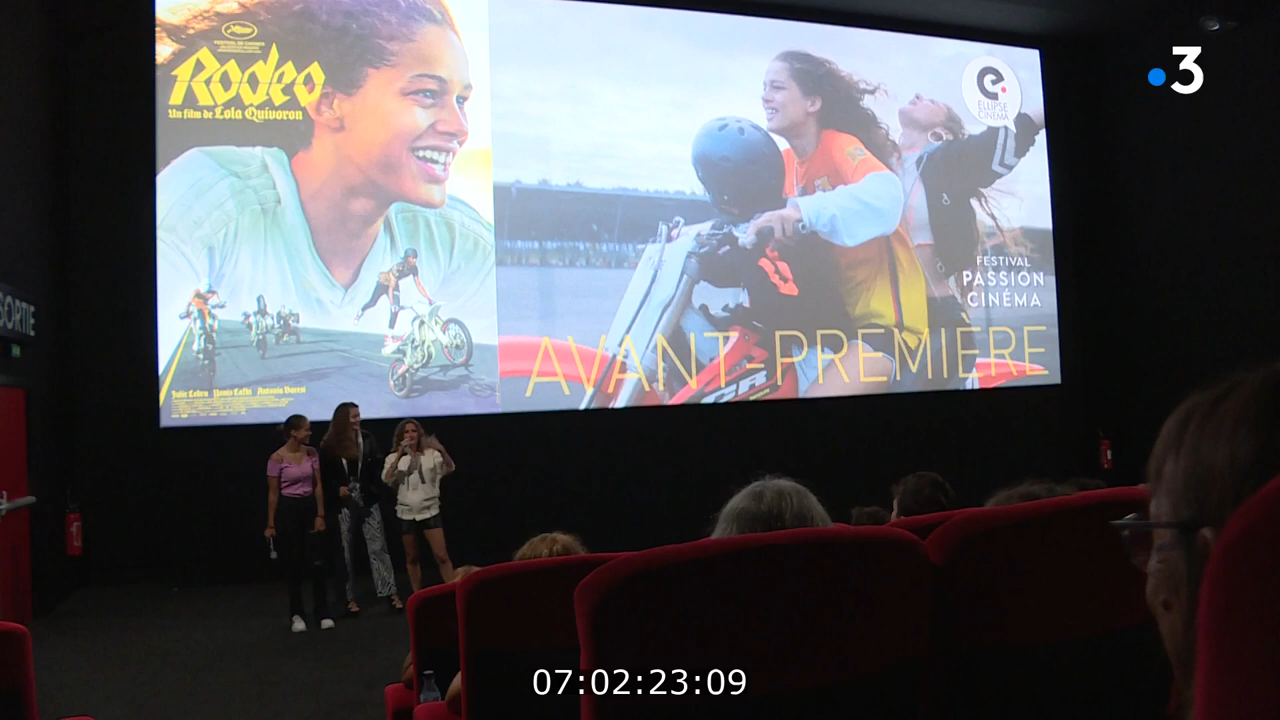 FESTIVAL DE CANNES
Rodeo
Un film de Lola Quivoron
Julie Ledru Yanis Lafki Antonia Buresi
ELLIPSE
CINÉMA
FESTIVAL
PASSION
CINÉMA
AVANT-PREMIÈRE
CR
SORTIE
3
07:02:23:09